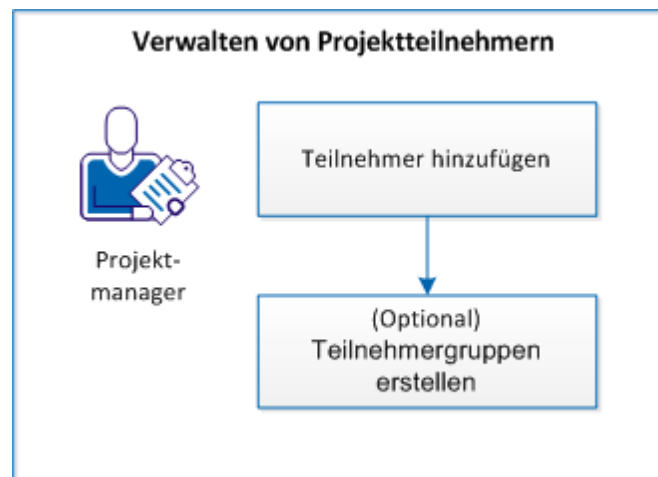 Verwalten von Projektteilnehmern
Teilnehmer hinzufügen
Projekt-
manager
(Optional)
Teilnehmergruppen
erstellen